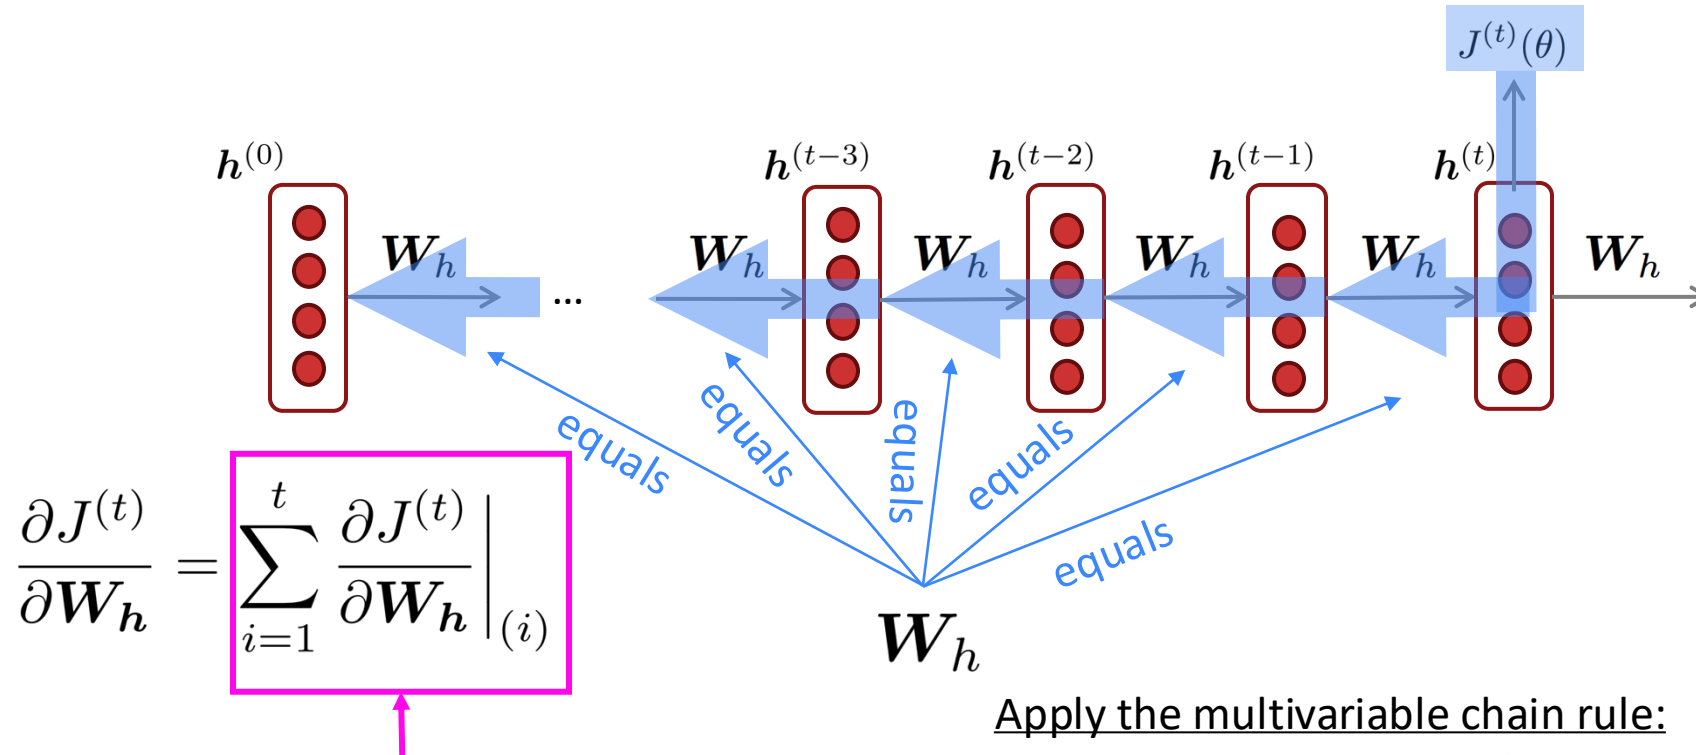 J^{(t)}(θ)
h^{(0)} h^{(t−3)} h^{(t−2)} h^{(t−1)} h^{(t)}
W_h ... W_h W_h W_h W_h W_h
equals equals equals equals equals
∂J^{(t)}/∂W_h = ∑_{i=1}^{t} ∂J^{(t)}/∂W_h |_{(i)}
W_h
Apply the multivariable chain rule: